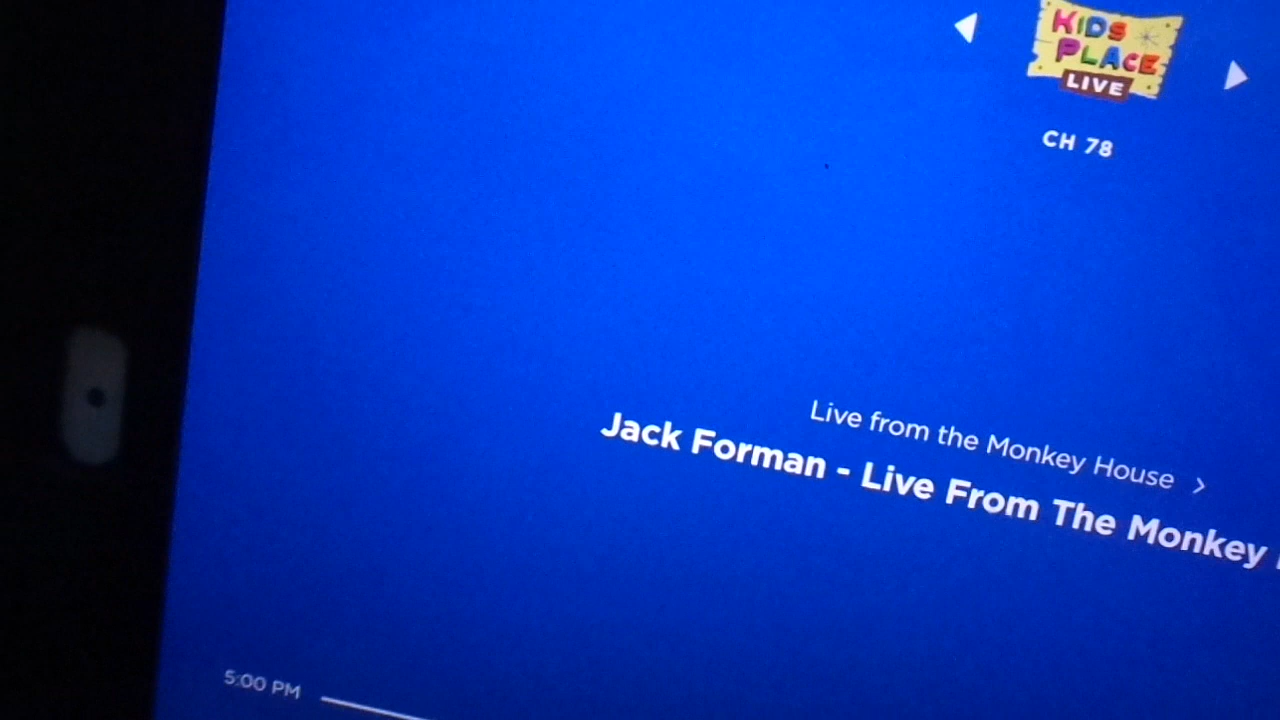 KIDS
PLACE
LIVE
CH 78
Live from the Monkey House
Jack Forman - Live From The Monkey
5:00 PM